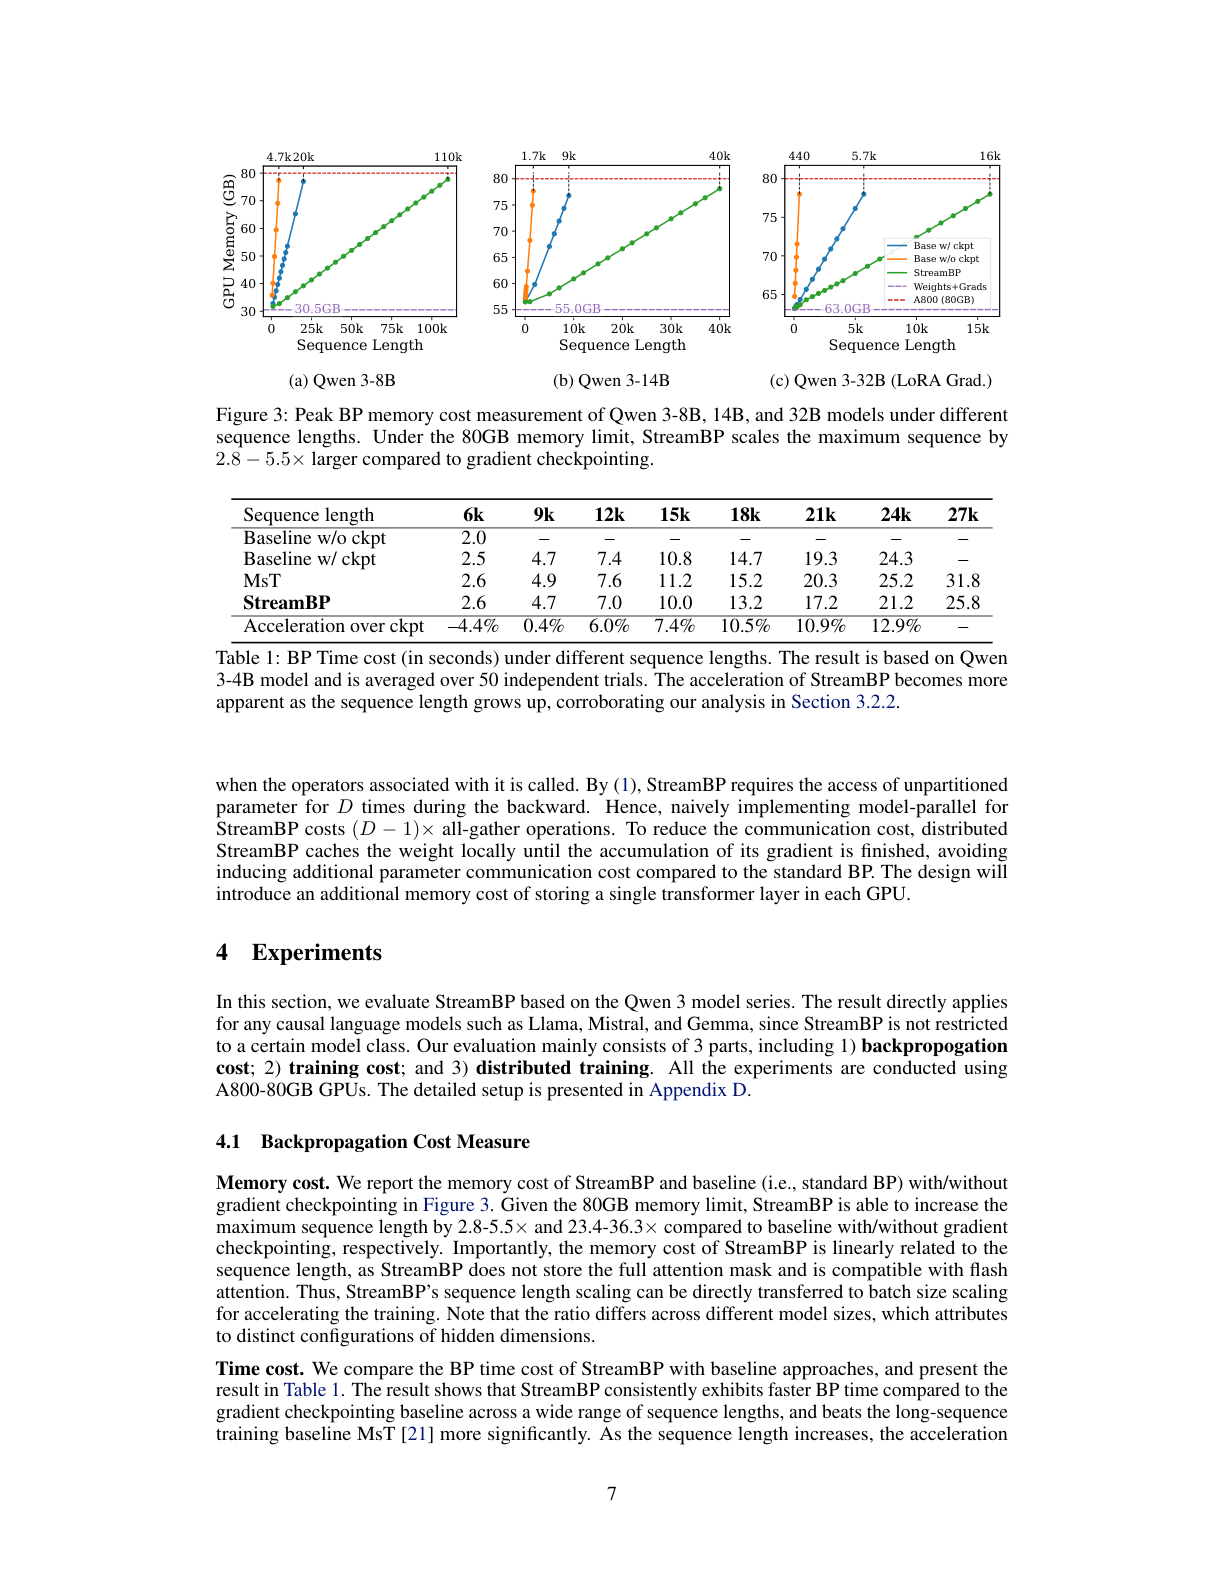 4.7k 20k 110k
80
70
60
50
40
30
GPU Memory (GB)
30.5GB
0 25k 50k 75k 100k
Sequence Length
(a) Qwen 3-8B
1.7k 9k 40k
80
75
70
65
60
55
55.0GB
0 10k 20k 30k 40k
Sequence Length
(b) Qwen 3-14B
440 5.7k 16k
80
75
70
65
Base w/ ckpt
Base w/o ckpt
StreamBP
Weights+Grads
A800 (80GB)
63.0GB
0 5k 10k 15k
Sequence Length
(c) Qwen 3-32B (LoRA Grad.)
Figure 3: Peak BP memory cost measurement of Qwen 3-8B, 14B, and 32B models under different
sequence lengths. Under the 80GB memory limit, StreamBP scales the maximum sequence by
2.8 − 5.5× larger compared to gradient checkpointing.
Sequence length 6k 9k 12k 15k 18k 21k 24k 27k
Baseline w/o ckpt 2.0 – – – – – – –
Baseline w/ ckpt 2.5 4.7 7.4 10.8 14.7 19.3 24.3 –
MsT 2.6 4.9 7.6 11.2 15.2 20.3 25.2 31.8
StreamBP 2.6 4.7 7.0 10.0 13.2 17.2 21.2 25.8
Acceleration over ckpt –4.4% 0.4% 6.0% 7.4% 10.5% 10.9% 12.9% –
Table 1: BP Time cost (in seconds) under different sequence lengths. The result is based on Qwen
3-4B model and is averaged over 50 independent trials. The acceleration of StreamBP becomes more
apparent as the sequence length grows up, corroborating our analysis in Section 3.2.2.
when the operators associated with it is called. By (1), StreamBP requires the access of unpartitioned
parameter for D times during the backward. Hence, naively implementing model-parallel for
StreamBP costs (D − 1)× all-gather operations. To reduce the communication cost, distributed
StreamBP caches the weight locally until the accumulation of its gradient is finished, avoiding
inducing additional parameter communication cost compared to the standard BP. The design will
introduce an additional memory cost of storing a single transformer layer in each GPU.
4 Experiments
In this section, we evaluate StreamBP based on the Qwen 3 model series. The result directly applies
for any causal language models such as Llama, Mistral, and Gemma, since StreamBP is not restricted
to a certain model class. Our evaluation mainly consists of 3 parts, including 1) backpropogation
cost; 2) training cost; and 3) distributed training. All the experiments are conducted using
A800-80GB GPUs. The detailed setup is presented in Appendix D.
4.1 Backpropagation Cost Measure
Memory cost. We report the memory cost of StreamBP and baseline (i.e., standard BP) with/without
gradient checkpointing in Figure 3. Given the 80GB memory limit, StreamBP is able to increase the
maximum sequence length by 2.8-5.5× and 23.4-36.3× compared to baseline with/without gradient
checkpointing, respectively. Importantly, the memory cost of StreamBP is linearly related to the
sequence length, as StreamBP does not store the full attention mask and is compatible with flash
attention. Thus, StreamBP's sequence length scaling can be directly transferred to batch size scaling
for accelerating the training. Note that the ratio differs across different model sizes, which attributes
to distinct configurations of hidden dimensions.
Time cost. We compare the BP time cost of StreamBP with baseline approaches, and present the
result in Table 1. The result shows that StreamBP consistently exhibits faster BP time compared to the
gradient checkpointing baseline across a wide range of sequence lengths, and beats the long-sequence
training baseline MsT [21] more significantly. As the sequence length increases, the acceleration
7